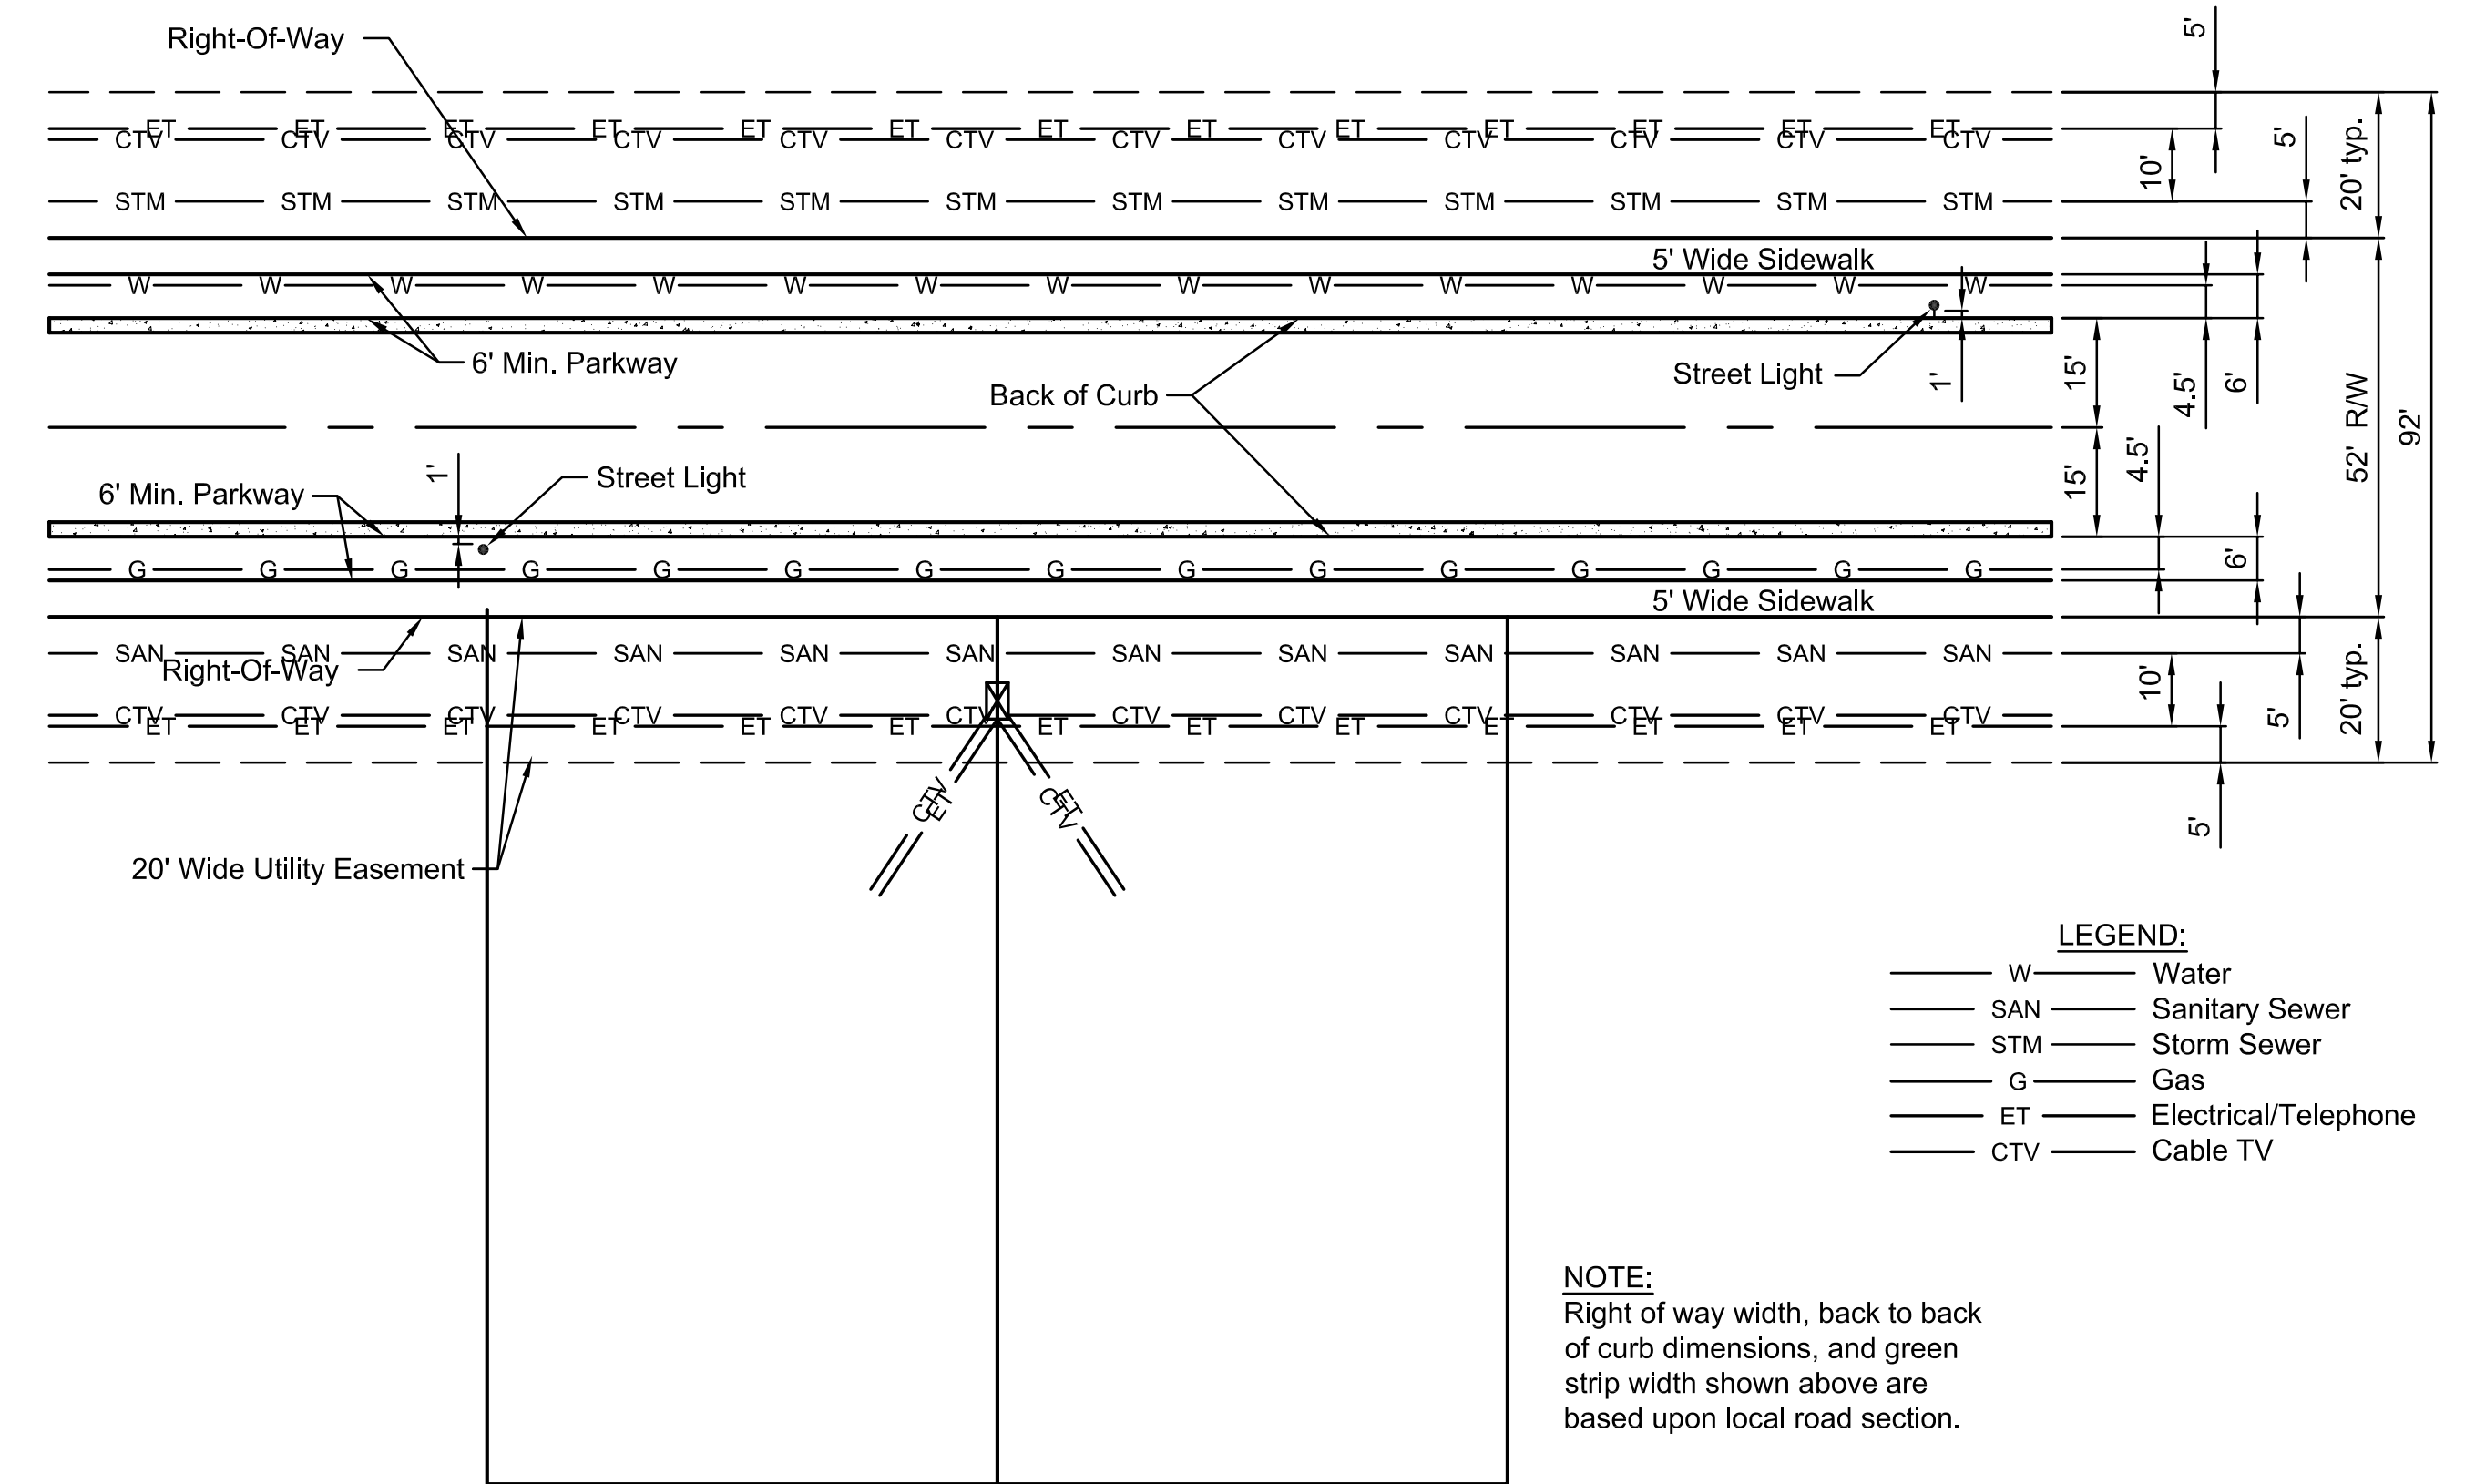 Right-Of-Way
5'
ET ET ET ET ET ET ET ET ET ET ET ET ET
CTV CTV CTV CTV CTV CTV CTV CTV CTV CTV CTV CTV
5'
10'
20' typ.
STM STM STM STM STM STM STM STM STM STM STM STM
5' Wide Sidewalk
W W W W W W W W W W W W W W W
6' Min. Parkway
Back of Curb
Street Light
1'
15'
4.5'
6'
52' R/W
92'
6' Min. Parkway
1'
Street Light
15'
4.5'
6'
G G G G G G G G G G G G G G G
5' Wide Sidewalk
SAN SAN SAN SAN SAN SAN SAN SAN SAN SAN SAN SAN
Right-Of-Way
10'
5'
20' typ.
CTV CTV CTV CTV CTV CTV CTV CTV CTV CTV CTV CTV
ET ET ET ET ET ET ET ET ET ET ET ET ET
CTV
ET
ET
CTV
5'
20' Wide Utility Easement
LEGEND:
W Water
SAN Sanitary Sewer
STM Storm Sewer
G Gas
ET Electrical/Telephone
CTV Cable TV
NOTE:
Right of way width, back to back
of curb dimensions, and green
strip width shown above are
based upon local road section.